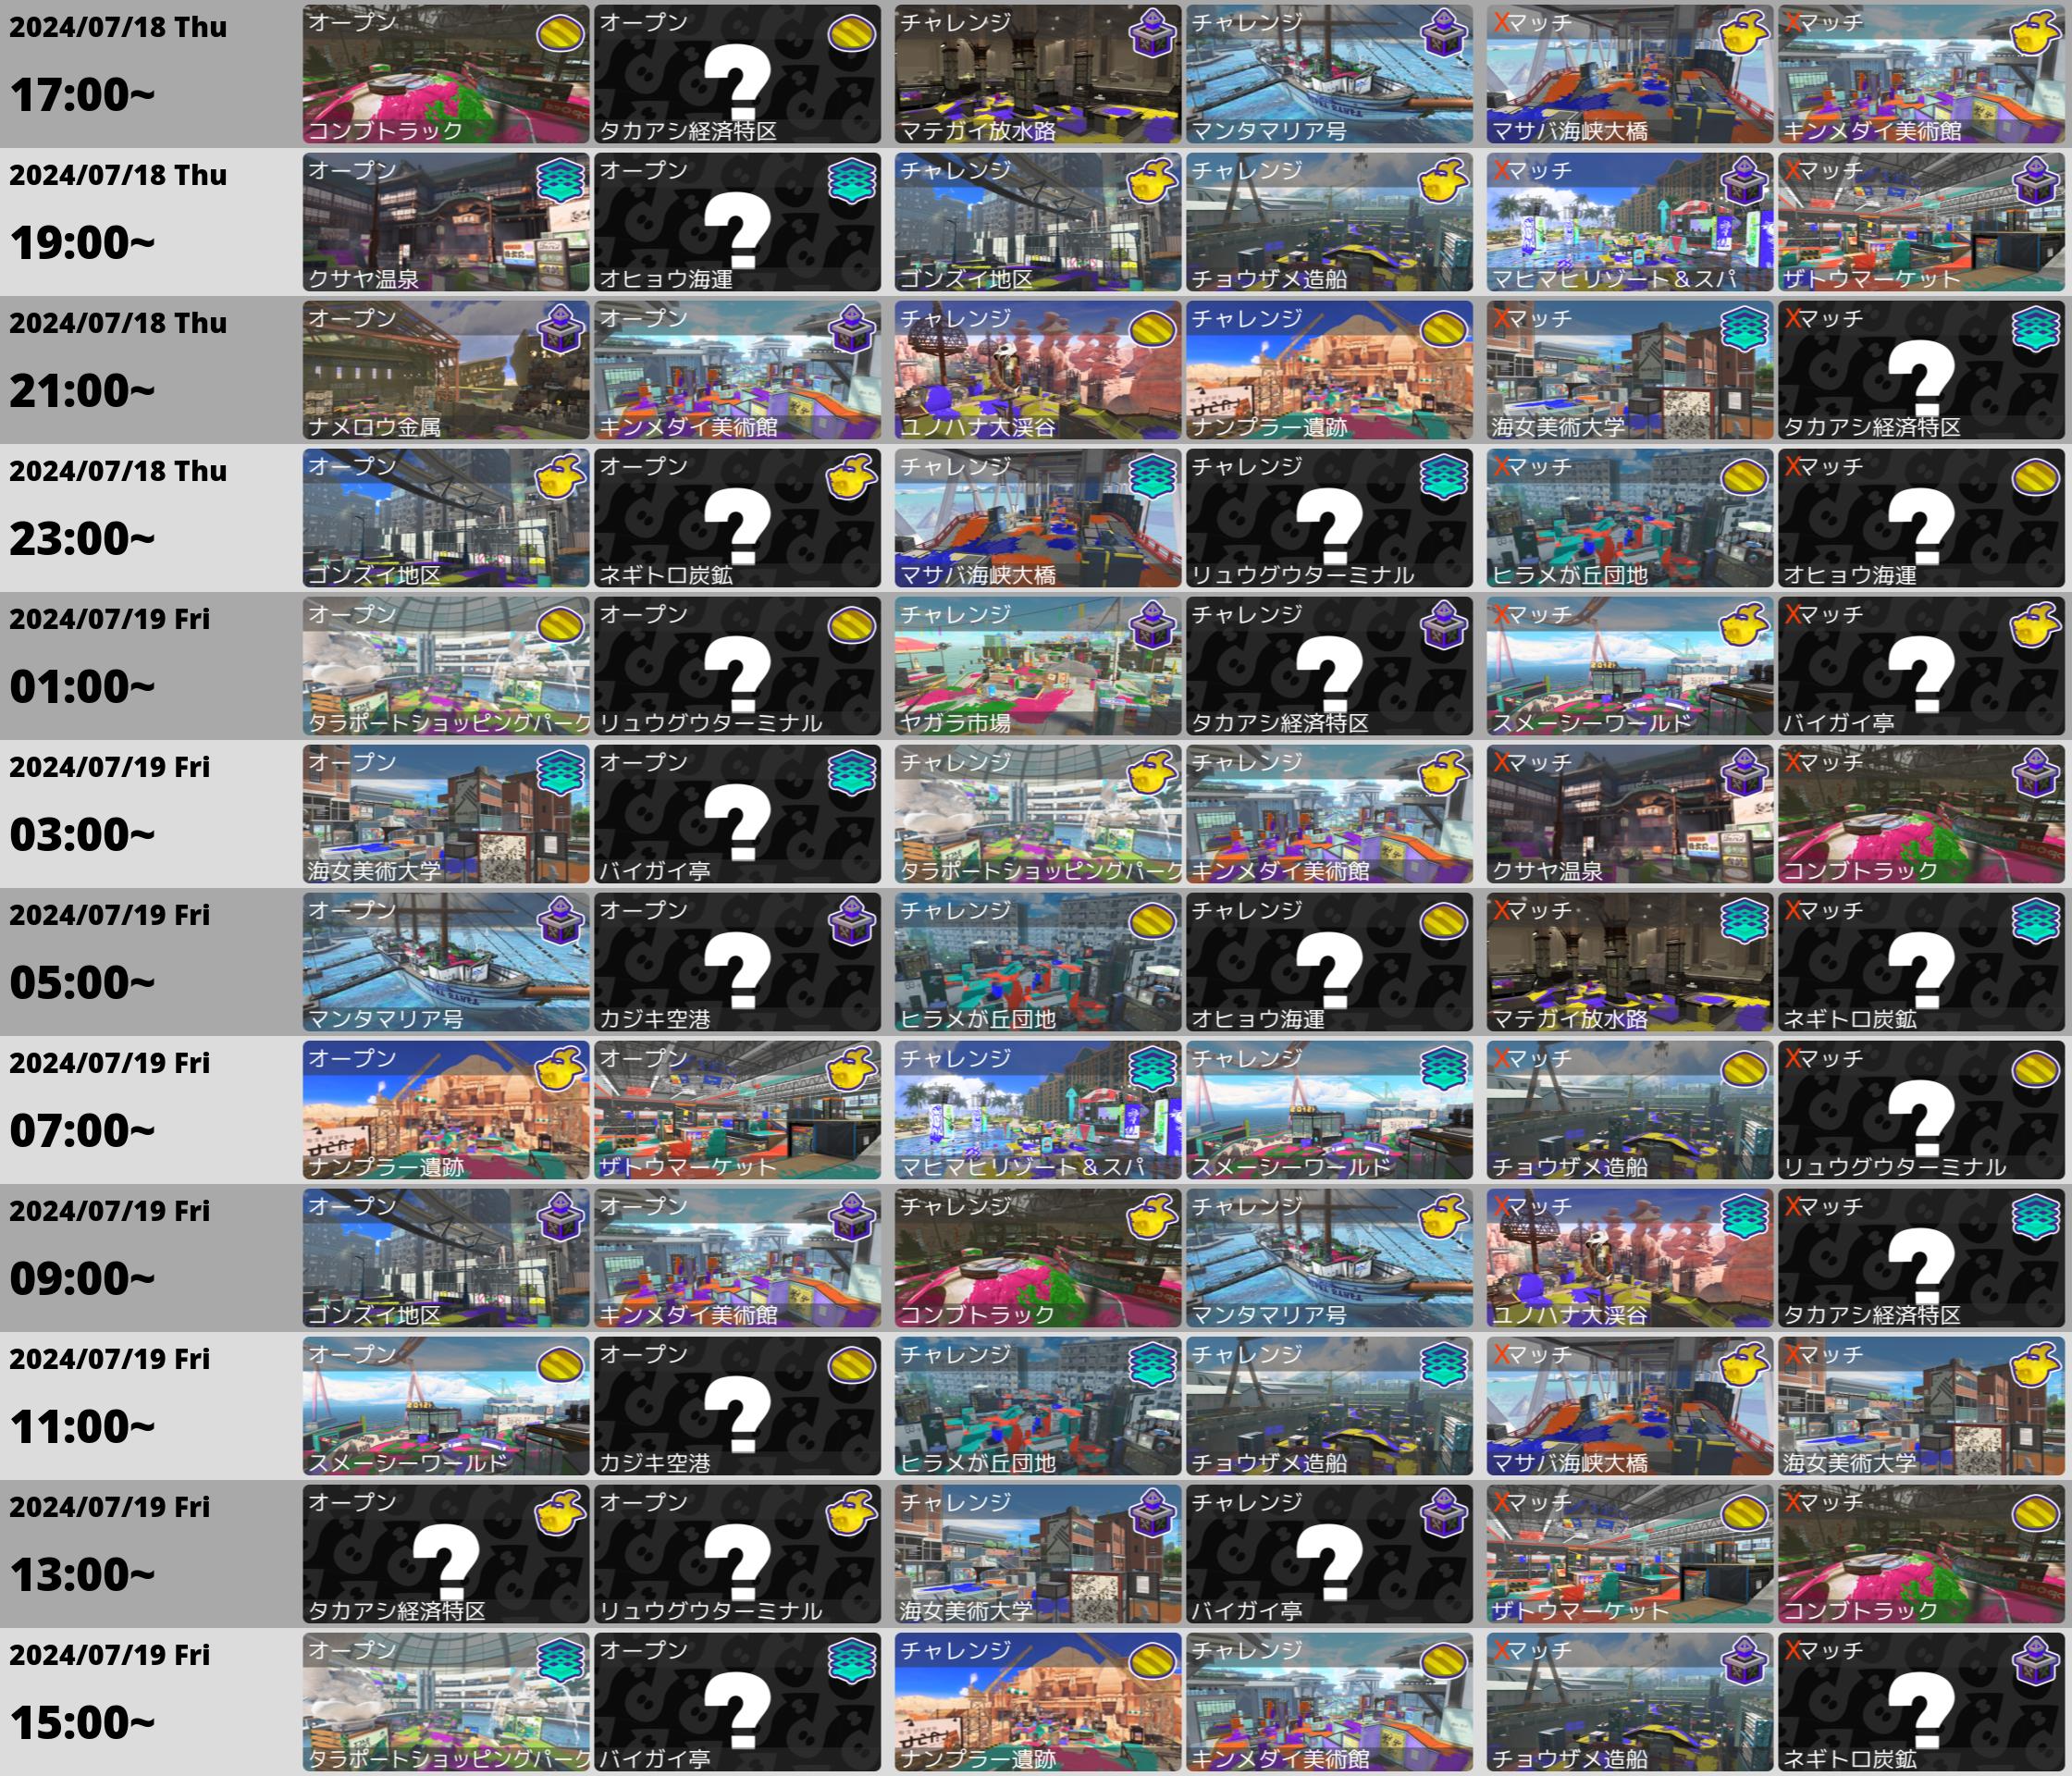 2024/07/18 Thu
17:00~
オープン
コンブトラック
オープン
タカアシ経済特区
チャレンジ
マテガイ放水路
チャレンジ
マンタマリア号
Xマッチ
マサバ海峡大橋
Xマッチ
キンメダイ美術館
2024/07/18 Thu
19:00~
オープン
クサヤ温泉
オープン
オヒョウ海運
チャレンジ
ゴンズイ地区
チャレンジ
チョウザメ造船
Xマッチ
マヒマヒリゾート&スパ
Xマッチ
ザトウマーケット
2024/07/18 Thu
21:00~
オープン
ナメロウ金属
オープン
キンメダイ美術館
チャレンジ
ユノハナ大渓谷
チャレンジ
ナンプラー遺跡
Xマッチ
海女美術大学
Xマッチ
タカアシ経済特区
2024/07/18 Thu
23:00~
オープン
ゴンズイ地区
オープン
ネギトロ炭鉱
チャレンジ
マサバ海峡大橋
チャレンジ
リュウグウターミナル
Xマッチ
ヒラメが丘団地
Xマッチ
オヒョウ海運
2024/07/19 Fri
01:00~
オープン
タラポートショッピングパーク
オープン
リュウグウターミナル
チャレンジ
ヤガラ市場
チャレンジ
タカアシ経済特区
Xマッチ
スメーシーワールド
Xマッチ
バイガイ亭
2024/07/19 Fri
03:00~
オープン
海女美術大学
オープン
バイガイ亭
チャレンジ
タラポートショッピングパーク
チャレンジ
キンメダイ美術館
Xマッチ
クサヤ温泉
Xマッチ
コンブトラック
2024/07/19 Fri
05:00~
オープン
マンタマリア号
オープン
カジキ空港
チャレンジ
ヒラメが丘団地
チャレンジ
オヒョウ海運
Xマッチ
マテガイ放水路
Xマッチ
ネギトロ炭鉱
2024/07/19 Fri
07:00~
オープン
ナンプラー遺跡
オープン
ザトウマーケット
チャレンジ
マヒマヒリゾート&スパ
チャレンジ
スメーシーワールド
Xマッチ
チョウザメ造船
Xマッチ
リュウグウターミナル
2024/07/19 Fri
09:00~
オープン
ゴンズイ地区
オープン
キンメダイ美術館
チャレンジ
コンブトラック
チャレンジ
マンタマリア号
Xマッチ
ユノハナ大渓谷
Xマッチ
タカアシ経済特区
2024/07/19 Fri
11:00~
オープン
スメーシーワールド
オープン
カジキ空港
チャレンジ
ヒラメが丘団地
チャレンジ
チョウザメ造船
Xマッチ
マサバ海峡大橋
Xマッチ
海女美術大学
2024/07/19 Fri
13:00~
オープン
タカアシ経済特区
オープン
リュウグウターミナル
チャレンジ
海女美術大学
チャレンジ
バイガイ亭
Xマッチ
ザトウマーケット
Xマッチ
コンブトラック
2024/07/19 Fri
15:00~
オープン
タラポートショッピングパーク
オープン
バイガイ亭
チャレンジ
ナンプラー遺跡
チャレンジ
キンメダイ美術館
Xマッチ
チョウザメ造船
Xマッチ
ネギトロ炭鉱